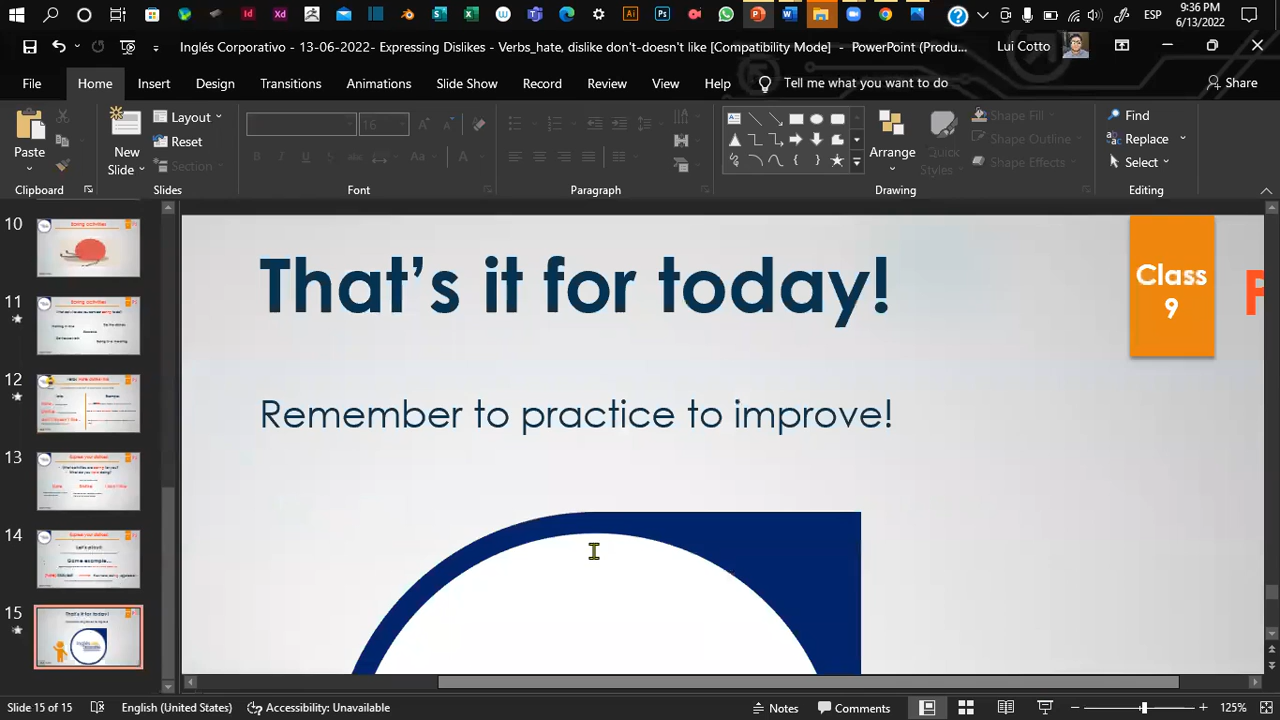 9:36 PM
ESP
6/13/2022
Inglés Corporativo - 13-06-2022- Expressing Dislikes - Verbs_hate, dislike don't-doesn't like [Compatibility Mode] - PowerPoint (Produ...
Lui Cotto
File Home Insert Design Transitions Animations Slide Show Record Review View Help Tell me what you want to do Share
Paste
New Slide
Layout
Reset
Section
16
Arrange
Quick Styles
Shape Fill
Shape Outline
Shape Effects
Find
Replace
Select
Clipboard Slides Font Paragraph Drawing Editing
10
11
12
13
14
15
That's it for today!
Class
9
Remember to practice to improve!
Slide 15 of 15 English (United States) Accessibility: Unavailable Notes Comments 125%